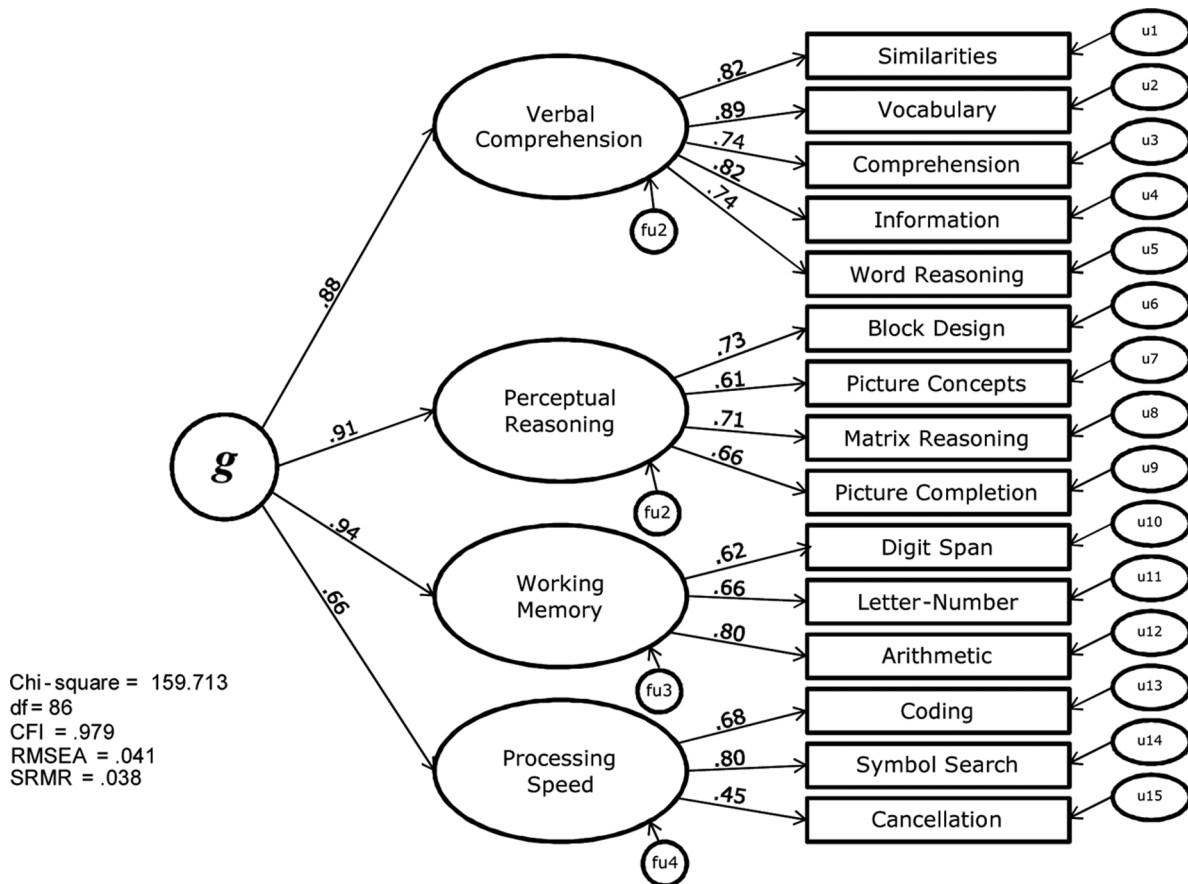 g
.88
.91
.94
.66
Verbal
Comprehension
fu2
.82
.89
.74
.82
.74
Perceptual
Reasoning
fu2
.73
.61
.71
.66
Working
Memory
fu3
.62
.66
.80
Processing
Speed
fu4
.68
.80
.45
Similarities
u1
Vocabulary
u2
Comprehension
u3
Information
u4
Word Reasoning
u5
Block Design
u6
Picture Concepts
u7
Matrix Reasoning
u8
Picture Completion
u9
Digit Span
u10
Letter-Number
u11
Arithmetic
u12
Coding
u13
Symbol Search
u14
Cancellation
u15
Chi-square = 159.713
df = 86
CFI = .979
RMSEA = .041
SRMR = .038